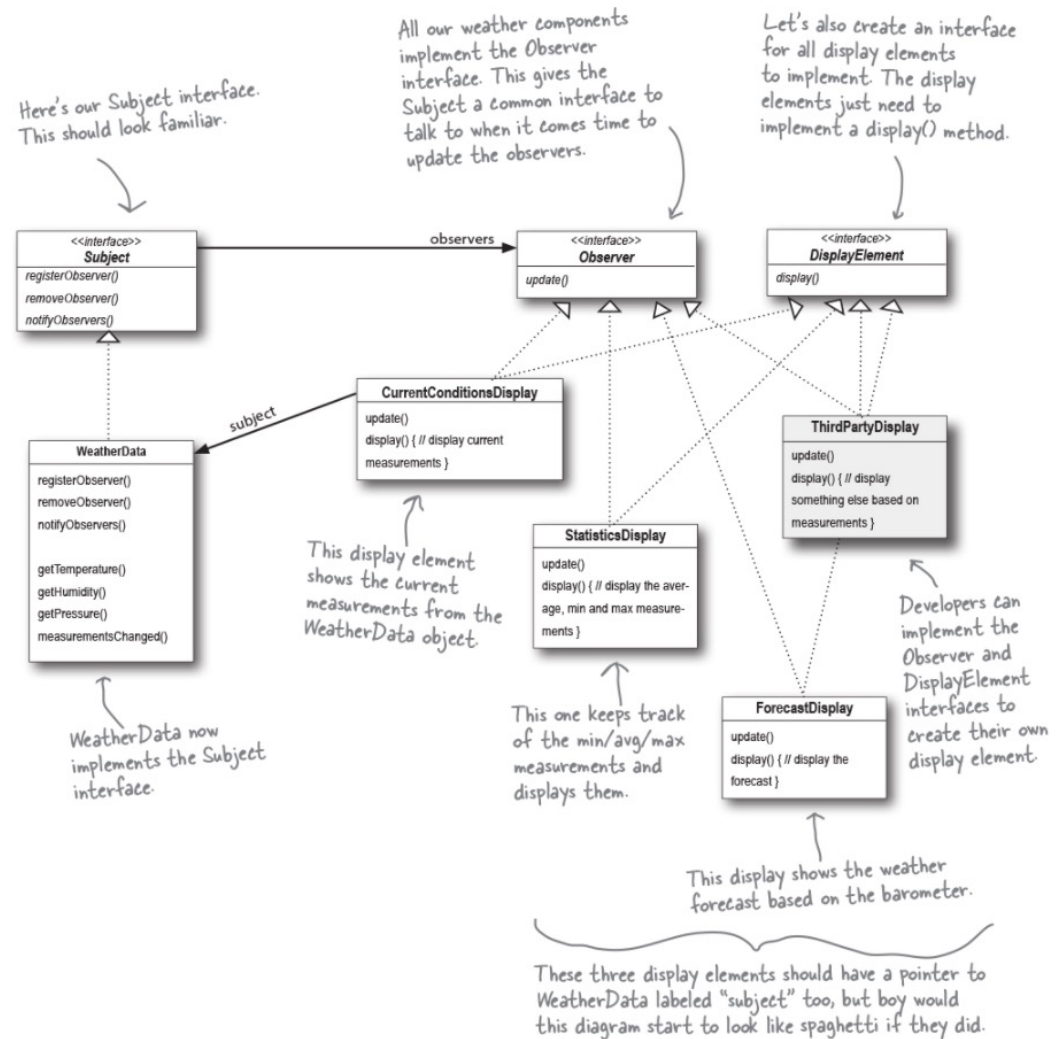 Here's our Subject interface.
This should look familiar.
All our weather components
implement the Observer
interface. This gives the
Subject a common interface to
talk to when it comes time to
update the observers.
Let's also create an interface
for all display elements
to implement. The display
elements just need to
implement a display() method.
<<interface>>
Subject
registerObserver()
removeObserver()
notifyObservers()
observers
<<interface>>
Observer
update()
<<interface>>
DisplayElement
display()
subject
CurrentConditionsDisplay
update()
display() { // display current
measurements }
WeatherData
registerObserver()
removeObserver()
notifyObservers()
getTemperature()
getHumidity()
getPressure()
measurementsChanged()
ThirdPartyDisplay
update()
display() { // display
something else based on
measurements }
This display element
shows the current
measurements from the
WeatherData object.
StatisticsDisplay
update()
display() { // display the aver-
age, min and max measure-
ments }
Developers can
implement the
Observer and
DisplayElement
interfaces to
create their own
display element.
WeatherData now
implements the Subject
interface.
This one keeps track
of the min/avg/max
measurements and
displays them.
ForecastDisplay
update()
display() { // display the
forecast }
This display shows the weather
forecast based on the barometer.
These three display elements should have a pointer to
WeatherData labeled “subject” too, but boy would
this diagram start to look like spaghetti if they did.